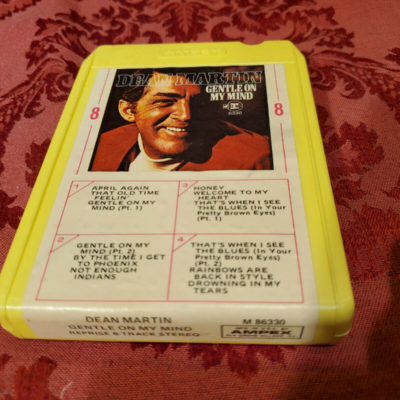 DEAN MARTIN
GENTLE ON
MY MIND
6330
8
8
1
APRIL AGAIN
THAT OLD TIME
FEELIN'
GENTLE ON MY
MIND (Pt. 1)
3
HONEY
WELCOME TO MY
HEART
THAT'S WHEN I SEE
THE BLUES (In Your
Pretty Brown Eyes)
(Pt. 1)
2
GENTLE ON MY
MIND (Pt. 2)
BY THE TIME I GET
TO PHOENIX
NOT ENOUGH
INDIANS
4
THAT'S WHEN I SEE
THE BLUES (In Your
Pretty Brown Eyes)
(Pt. 2)
RAINBOWS ARE
BACK IN STYLE
DROWNING IN MY
TEARS
DEAN MARTIN
GENTLE ON MY MIND
REPRISE 8-TRACK STEREO
M 86330
AMPEX